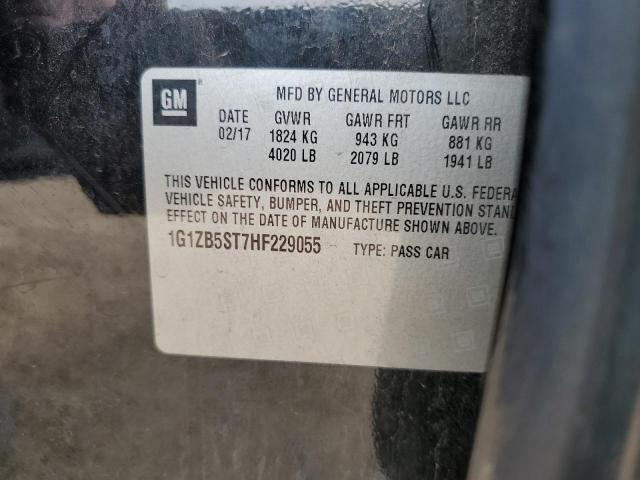 GM
MFD BY GENERAL MOTORS LLC
DATE GVWR GAWR FRT GAWR RR
02/17 1824 KG 943 KG 881 KG
4020 LB 2079 LB 1941 LB
THIS VEHICLE CONFORMS TO ALL APPLICABLE U.S. FEDERA
VEHICLE SAFETY, BUMPER, AND THEFT PREVENTION STAN
EFFECT ON THE DATE OF MANUFACTURE SHOWN ABOVE.
1G1ZB5ST7HF229055 TYPE: PASS CAR